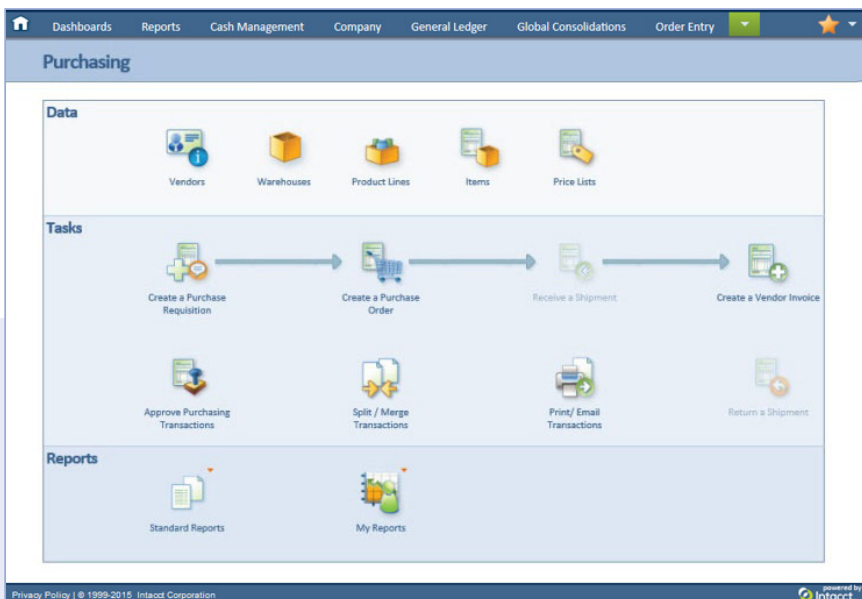 Dashboards Reports Cash Management Company General Ledger Global Consolidations Order Entry
Purchasing
Data
Vendors Warehouses Product Lines Items Price Lists
Tasks
Create a Purchase Requisition
Create a Purchase Order
Receive a Shipment
Create a Vendor Invoice
Approve Purchasing Transactions
Split / Merge Transactions
Print/ Email Transactions
Return a Shipment
Reports
Standard Reports My Reports
Privacy Policy | © 1999-2015 Intacct Corporation
powered by
Intacct